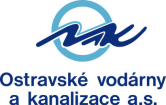 Ostravské vodárny
a kanalizace a.s.